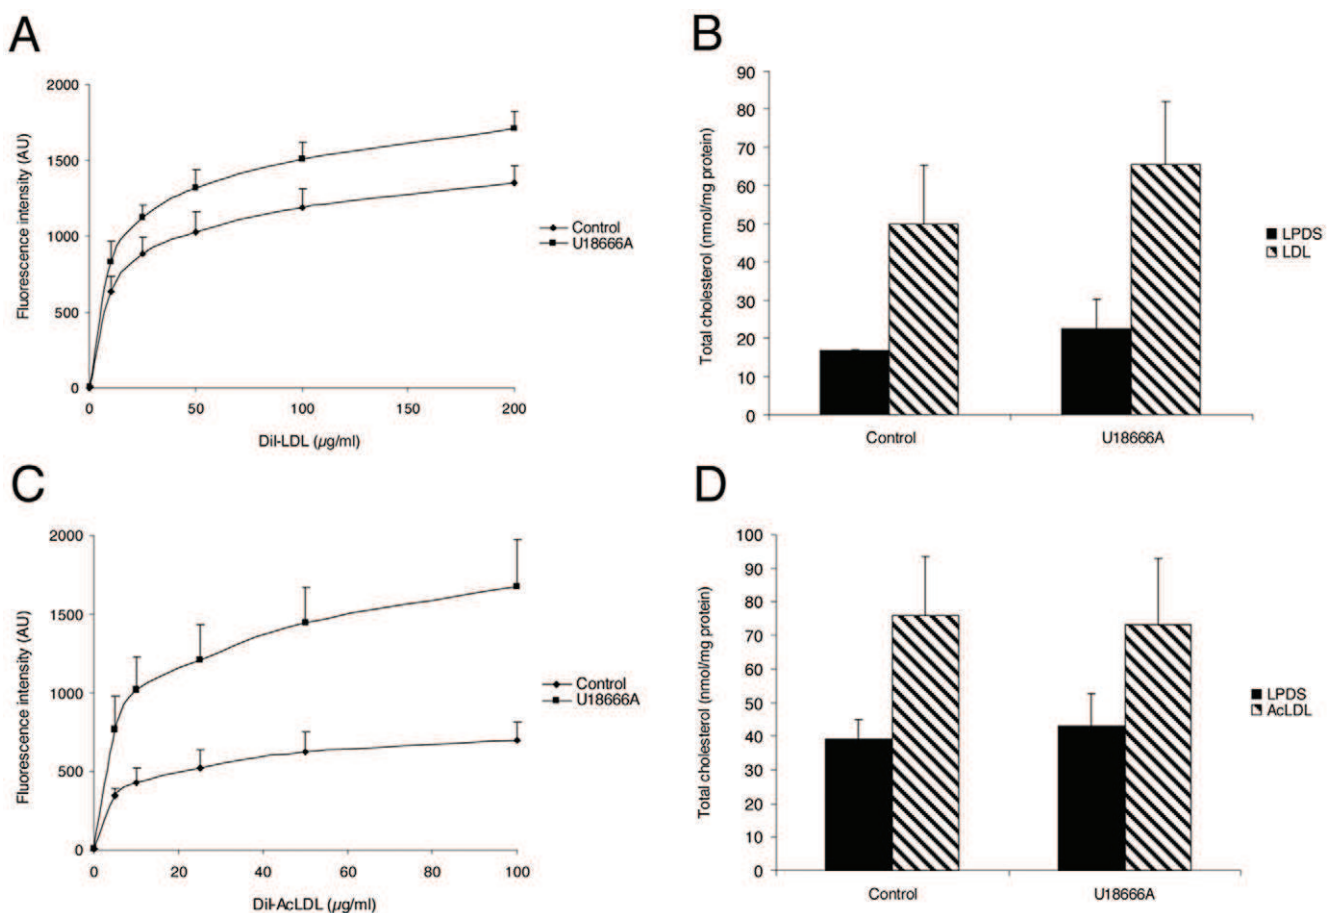 A
Fluorescence intensity (AU)
2000
1500
1000
500
0
0 50 100 150 200
DiI-LDL (µg/ml)
Control
U18666A
B
Total cholesterol (nmol/mg protein)
90
80
70
60
50
40
30
20
10
0
Control U18666A
LPDS
LDL
C
Fluorescence intensity (AU)
2000
1500
1000
500
0
0 20 40 60 80 100
DiI-AcLDL (µg/ml)
Control
U18666A
D
Total cholesterol (nmol/mg protein)
100
90
80
70
60
50
40
30
20
10
0
Control U18666A
LPDS
AcLDL